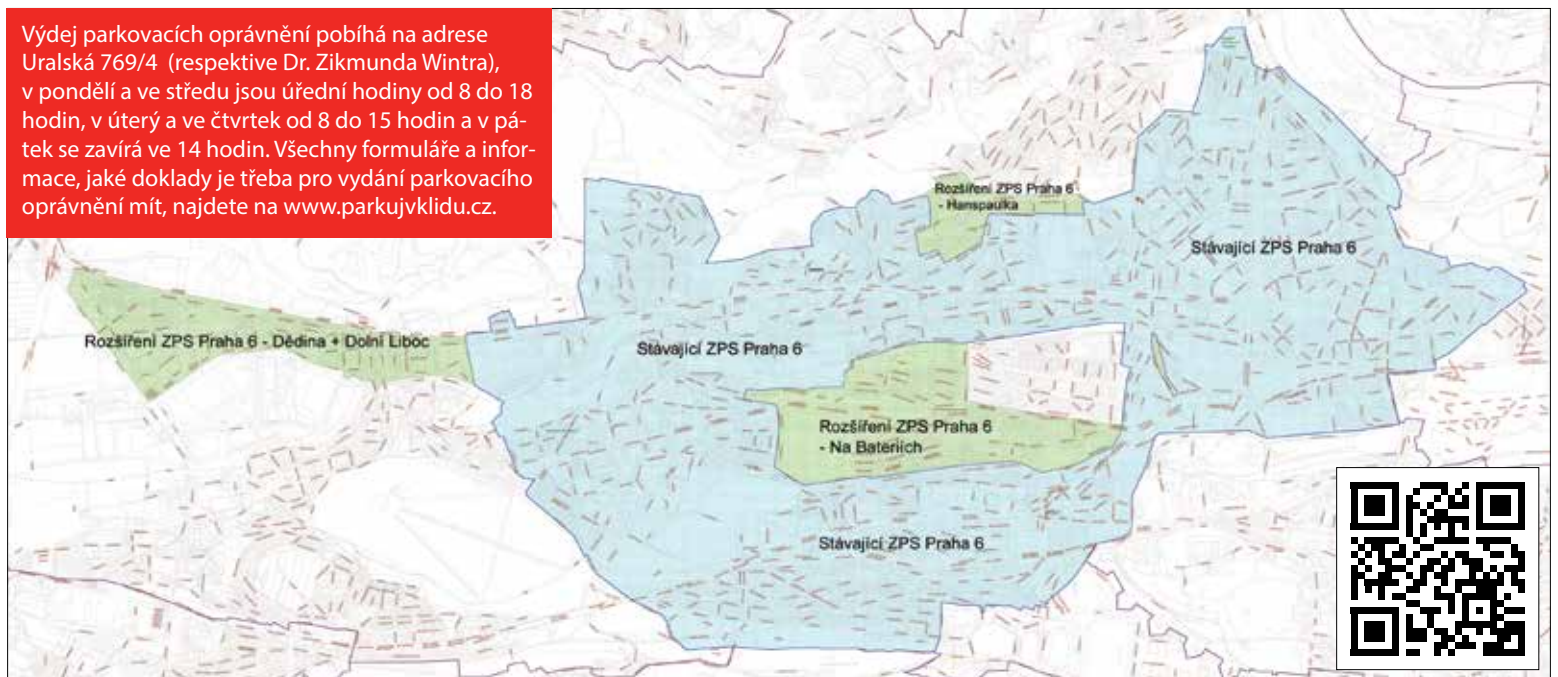 Výdej parkovacích oprávnění pobíhá na adrese
Uralská 769/4 (respektive Dr. Zikmunda Wintra),
v pondělí a ve středu jsou úřední hodiny od 8 do 18
hodin, v úterý a ve čtvrtek od 8 do 15 hodin a v pá-
tek se zavírá ve 14 hodin. Všechny formuláře a infor-
mace, jaké doklady je třeba pro vydání parkovacího
oprávnění mít, najdete na www.parkujvklidu.cz.
Rozšíření ZPS Praha 6
- Hanspaulka
Stávající ZPS Praha 6
Rozšíření ZPS Praha 6 - Dědina + Dolní Liboc
Stávající ZPS Praha 6
Rozšíření ZPS Praha 6
- Na Bateriích
Stávající ZPS Praha 6